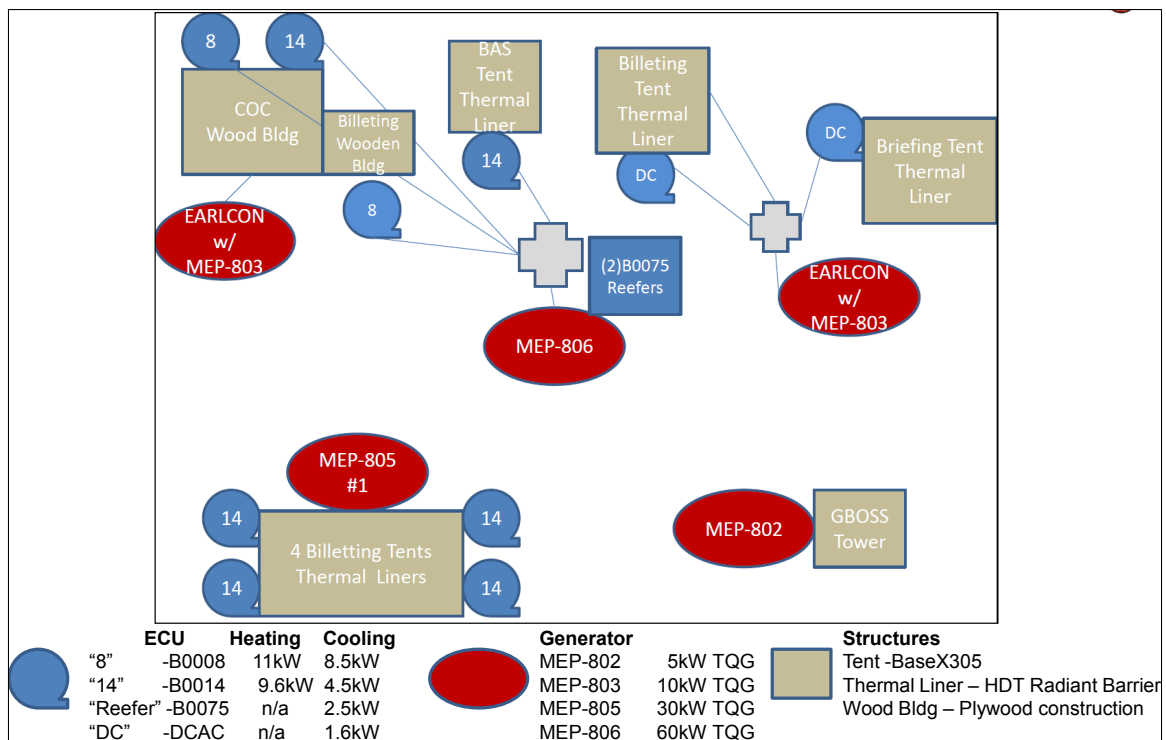 8
14
COC
Wood Bldg
Billeting
Wooden
Bldg
BAS
Tent
Thermal
Liner
14
Billeting
Tent
Thermal
Liner
DC
DC
Briefing Tent
Thermal
Liner
8
EARLCON
w/
MEP-803
(2)B0075
Reefers
MEP-806
EARLCON
w/
MEP-803
MEP-805
#1
14
14
4 Billetting Tents
Thermal Liners
14
14
MEP-802
GBOSS
Tower
ECU Heating Cooling
"8" -B0008 11kW 8.5kW
"14" -B0014 9.6kW 4.5kW
"Reefer" -B0075 n/a 2.5kW
"DC" -DCAC n/a 1.6kW
Generator
MEP-802 5kW TQG
MEP-803 10kW TQG
MEP-805 30kW TQG
MEP-806 60kW TQG
Structures
Tent -BaseX305
Thermal Liner – HDT Radiant Barrier
Wood Bldg – Plywood construction